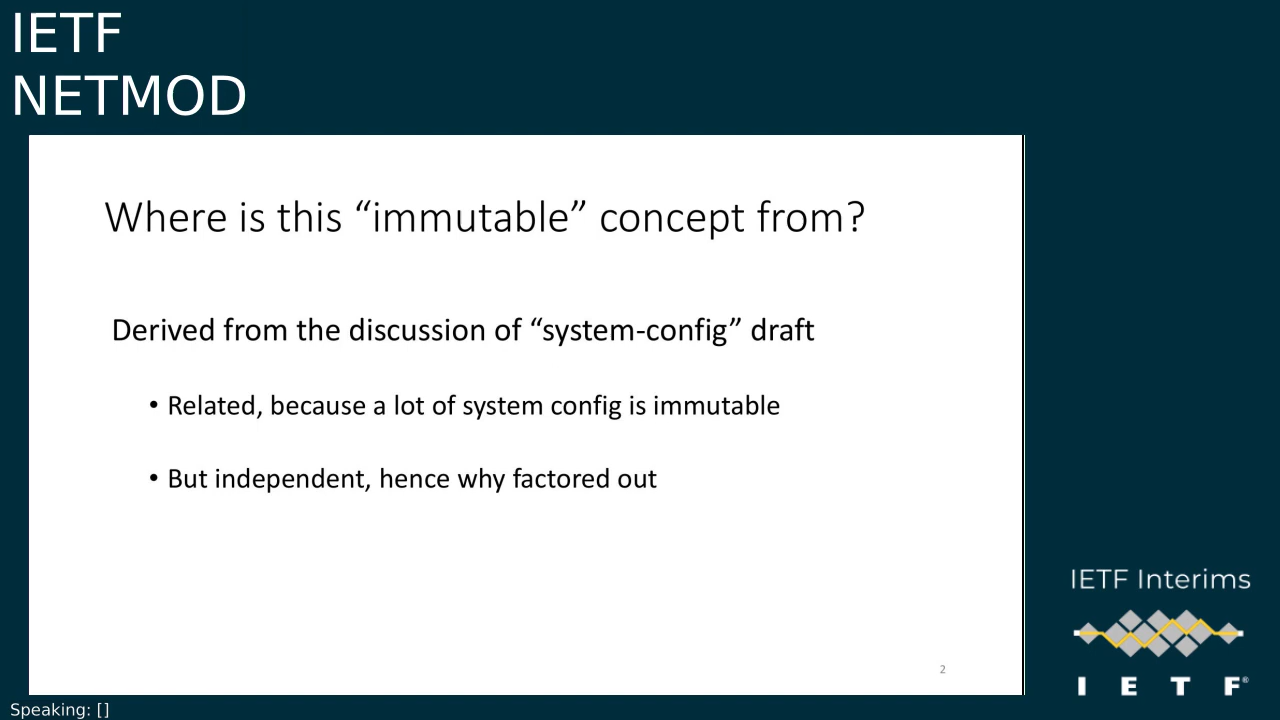 IETF
NETMOD
Where is this “immutable” concept from?
Derived from the discussion of “system-config” draft
• Related, because a lot of system config is immutable
• But independent, hence why factored out
2
IETF Interims
I E T F®
Speaking: []